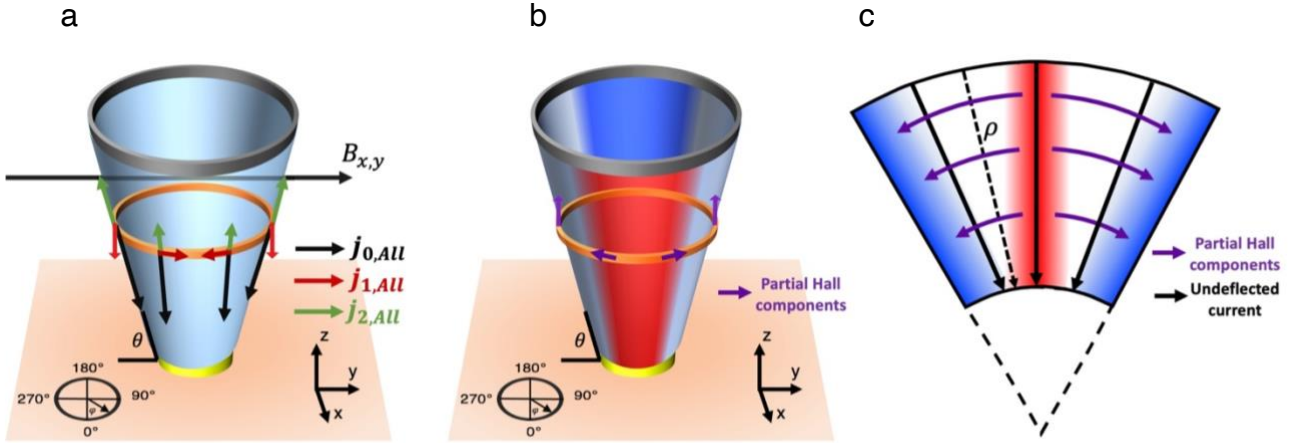 a
b
c
B_{x,y}
j_{0,All}
j_{1,All}
j_{2,All}
θ
180°
270°
90°
φ
0°
z
y
x
Partial Hall
components
θ
180°
270°
90°
φ
0°
z
y
x
ρ
Partial Hall
components
Undeflected
current